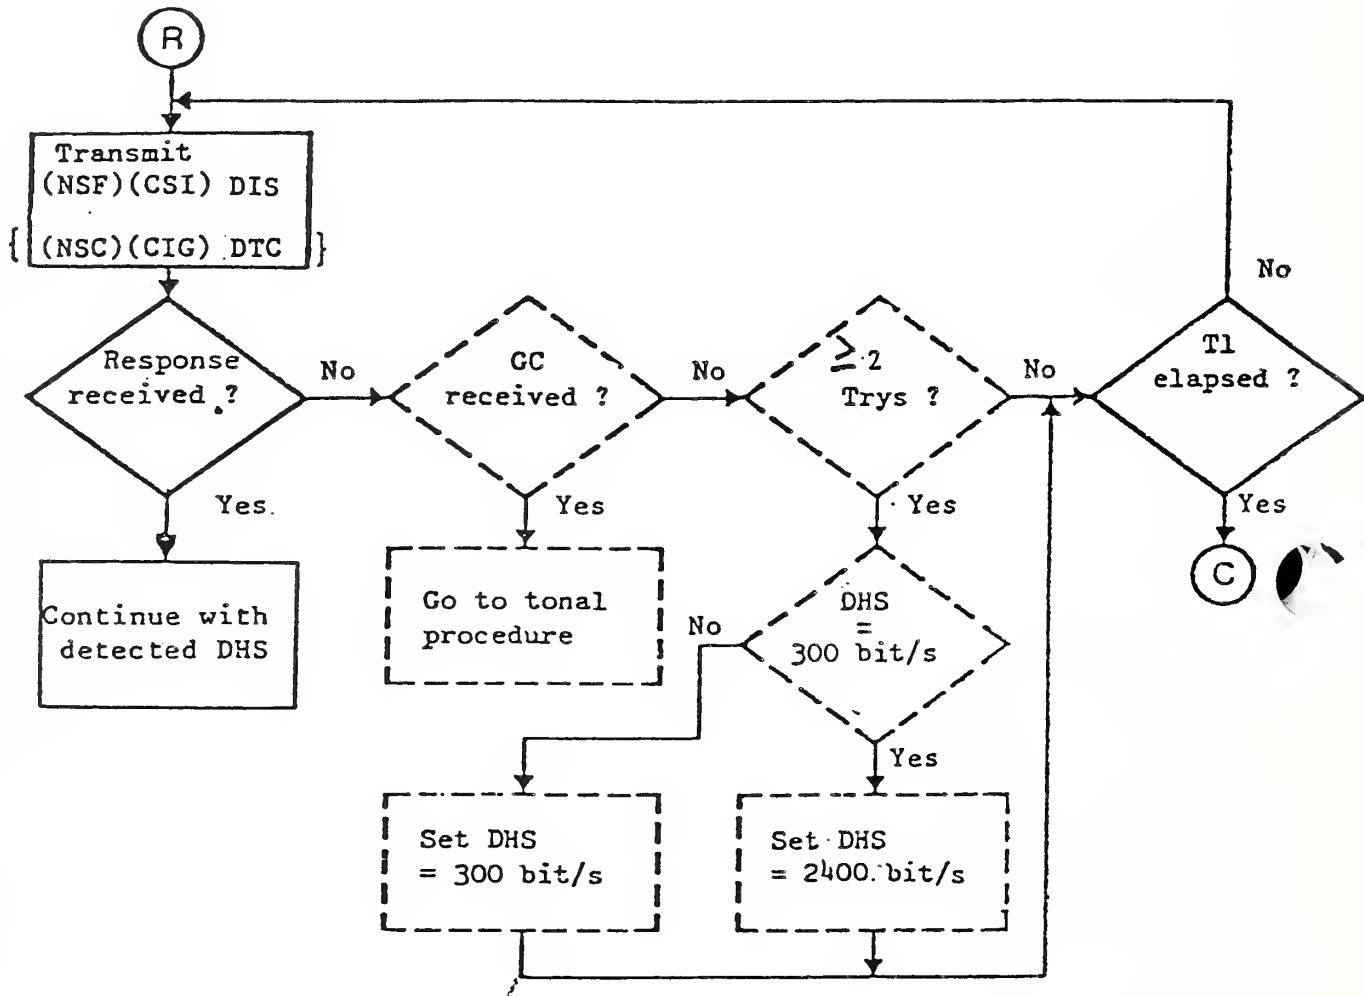 R
Transmit
(NSF)(CSI) DIS
{ (NSC)(CIG) DTC }
Response
received ?
No
Yes.
Continue with
detected DHS
GC
received ?
No
Yes
Go to tonal
procedure
≥ 2
Trys ?
No
Yes
DHS
=
300 bit/s
No
Yes
Set DHS
= 300 bit/s
Set DHS
= 2400 bit/s
T1
elapsed ?
No
Yes
C